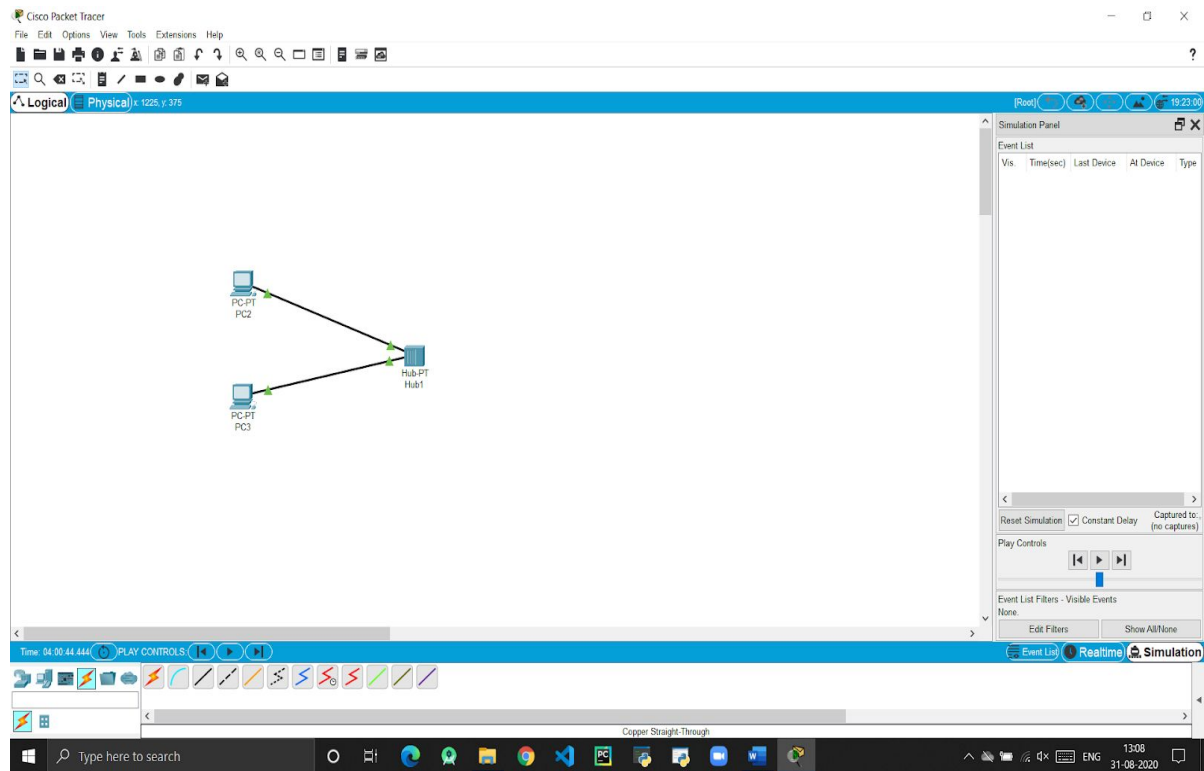 Cisco Packet Tracer
File Edit Options View Tools Extensions Help
?
Logical Physical x: 1225, y: 375 [Root] 19:23:00
Simulation Panel
Event List
Vis. Time(sec) Last Device At Device Type
PC-PT
PC2
Hub-PT
Hub1
PC-PT
PC3
Reset Simulation Constant Delay Captured to:
(no captures)
Play Controls
Event List Filters - Visible Events
None.
Edit Filters Show All/None
Time: 04:00:44.444 PLAY CONTROLS: Event List Realtime Simulation
Copper Straight-Through
Type here to search ENG 13:08
31-08-2020